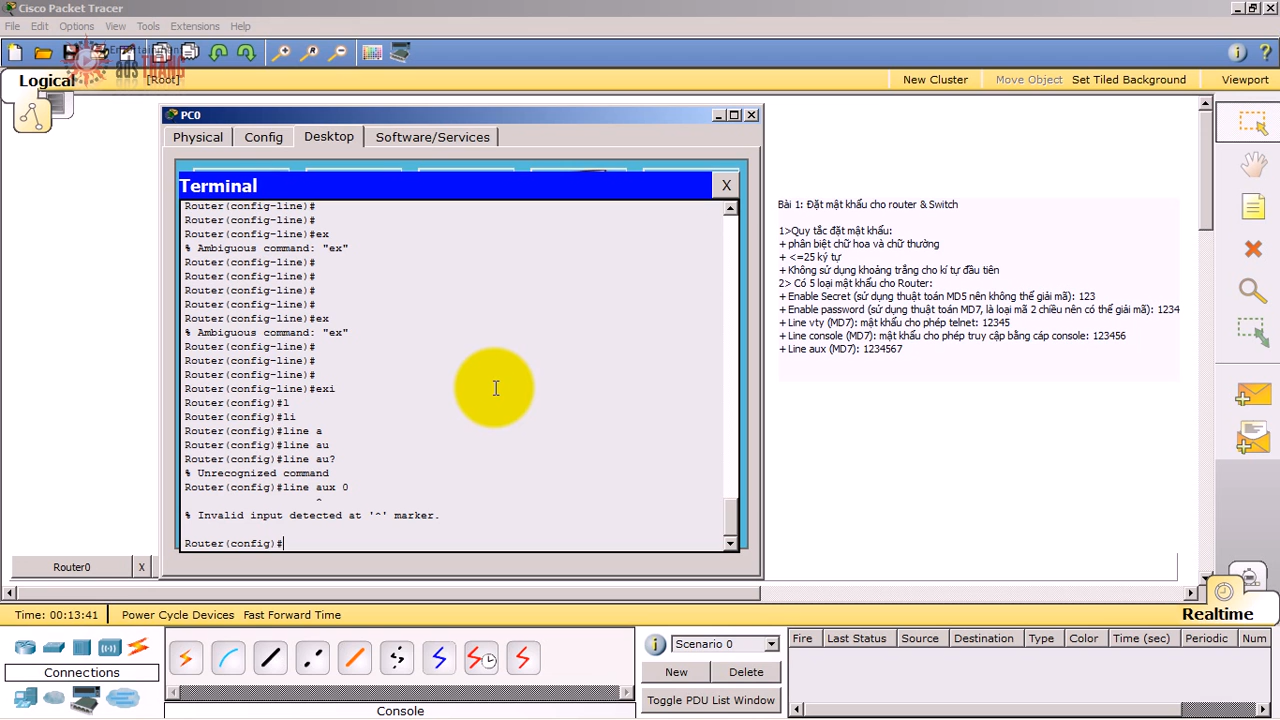 Cisco Packet Tracer
File Edit Options View Tools Extensions Help
Logical
[Root]
New Cluster
Move Object
Set Tiled Background
Viewport
PC0
Physical
Config
Desktop
Software/Services
Terminal
X
Router(config-line)#
Router(config-line)#
Router(config-line)#ex
% Ambiguous command: "ex"
Router(config-line)#
Router(config-line)#
Router(config-line)#
Router(config-line)#
Router(config-line)#ex
% Ambiguous command: "ex"
Router(config-line)#
Router(config-line)#
Router(config-line)#
Router(config-line)#exi
Router(config)#l
Router(config)#li
Router(config)#line a
Router(config)#line au
Router(config)#line au?
% Unrecognized command
Router(config)#line aux 0
^
% Invalid input detected at '^' marker.
Router(config)#
Bài 1: Đặt mật khẩu cho router & Switch
1>Quy tắc đặt mật khẩu:
+ phân biệt chữ hoa và chữ thường
+ <=25 ký tự
+ Không sử dụng khoảng trắng cho kí tự đầu tiên
2> Có 5 loại mật khẩu cho Router:
+ Enable Secret (sử dụng thuật toán MD5 nên không thể giải mã): 123
+ Enable password (sử dụng thuật toán MD7, là loại mã 2 chiều nên có thể giải mã): 1234
+ Line vty (MD7): mật khẩu cho phép telnet: 12345
+ Line console (MD7): mật khẩu cho phép truy cập bằng cáp console: 123456
+ Line aux (MD7): 1234567
Router0
X
Time: 00:13:41
Power Cycle Devices
Fast Forward Time
Realtime
Connections
Console
Scenario 0
New
Delete
Toggle PDU List Window
Fire
Last Status
Source
Destination
Type
Color
Time (sec)
Periodic
Num